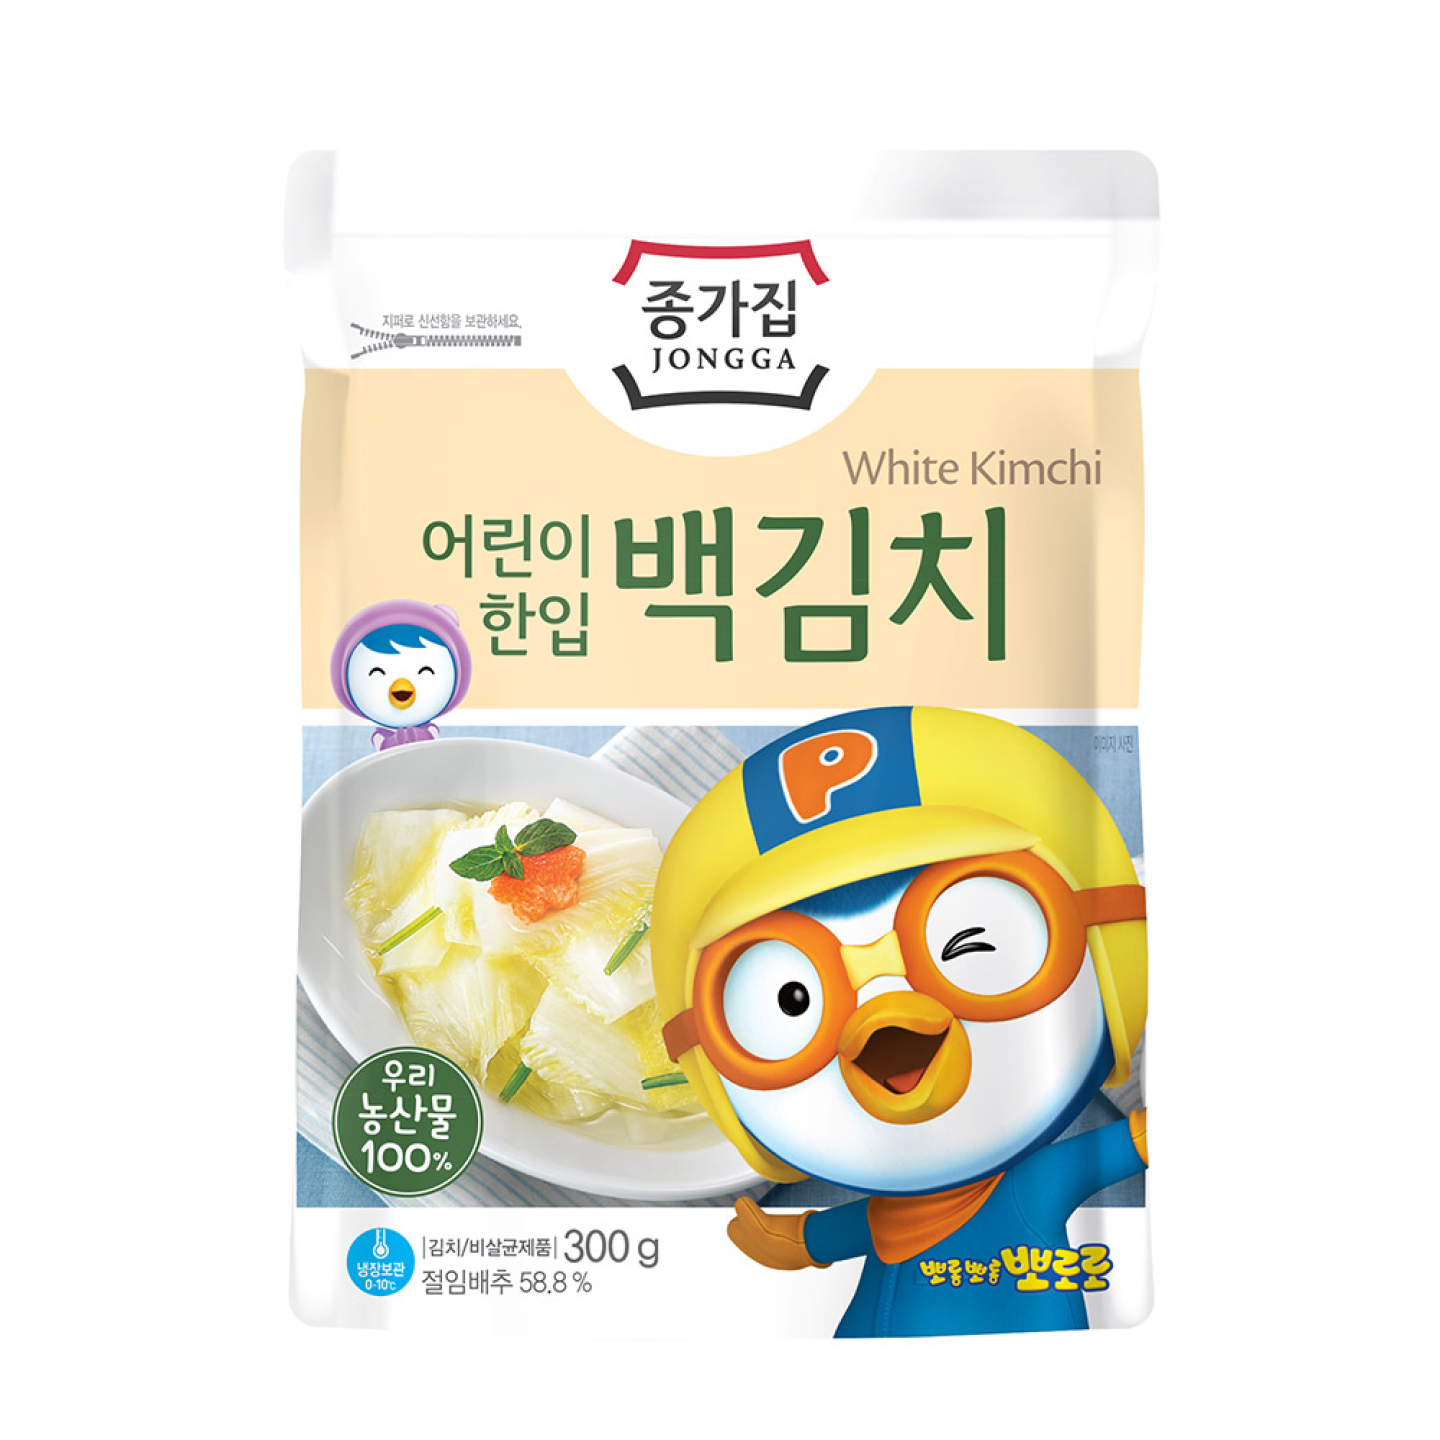 종가집
JONGGA
지퍼로 신선함을 보관하세요.
White Kimchi
어린이
한입
백김치
P
이미지 사진
우리
농산물
100%
냉장보관
0-10℃
김치/비살균제품 300 g
절임배추 58.8 %
뽀롱뽀롱 뽀로로